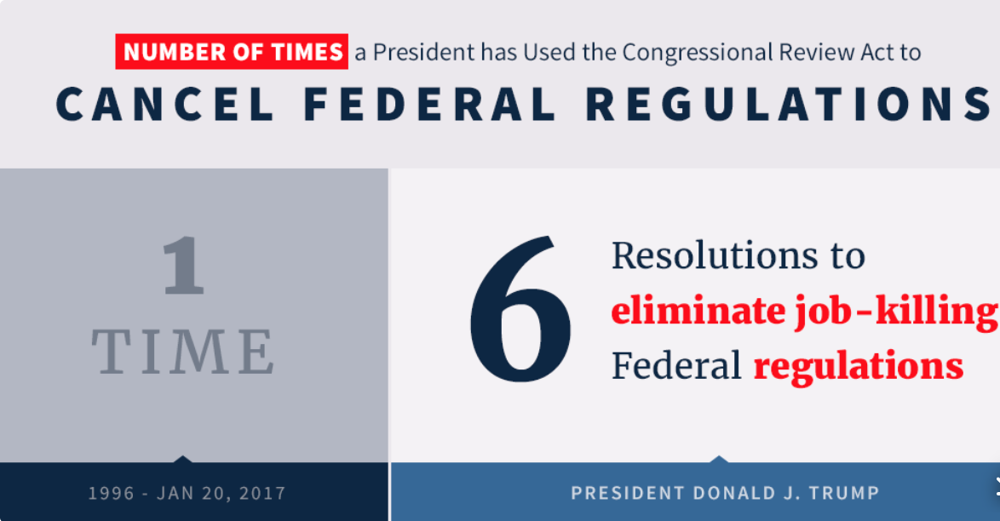 NUMBER OF TIMES a President has Used the Congressional Review Act to
CANCEL FEDERAL REGULATIONS
1
TIME
6
Resolutions to
eliminate job-killing
Federal regulations
1996 - JAN 20, 2017
PRESIDENT DONALD J. TRUMP